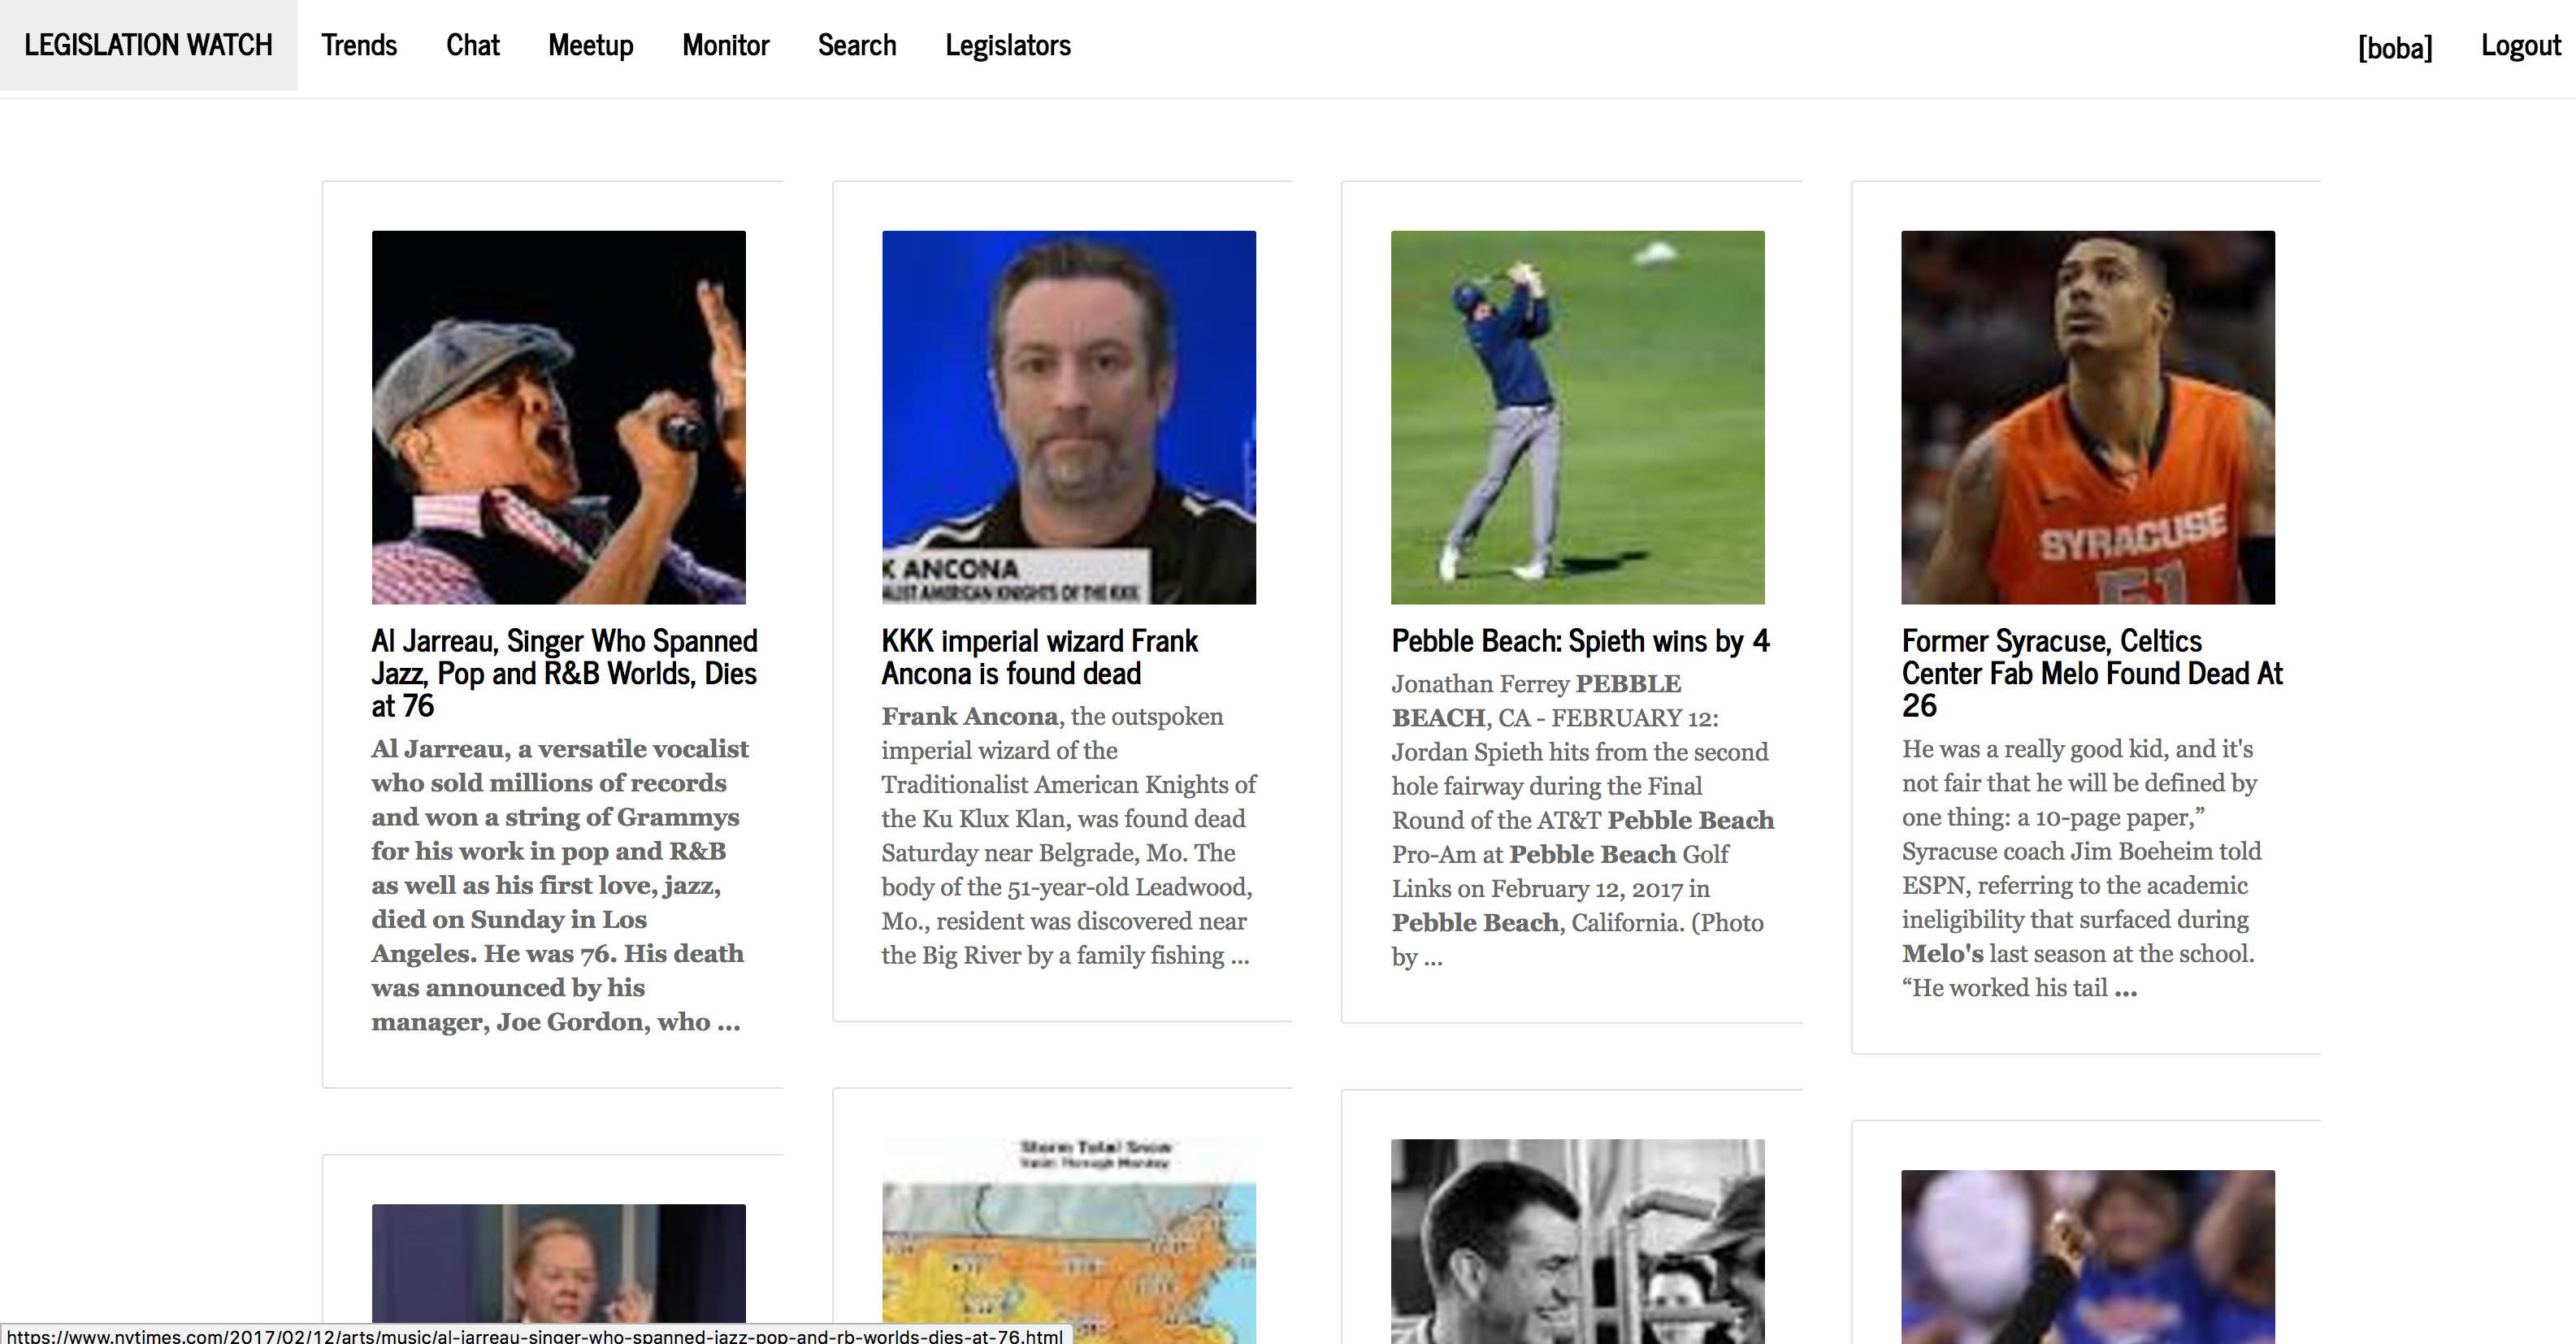 LEGISLATION WATCH Trends Chat Meetup Monitor Search Legislators [boba] Logout
K ANCONA
ALIST AMERICAN KNIGHTS OF THE KKK
SYRACUSE
51
Al Jarreau, Singer Who Spanned
Jazz, Pop and R&B Worlds, Dies
at 76
Al Jarreau, a versatile vocalist
who sold millions of records
and won a string of Grammys
for his work in pop and R&B
as well as his first love, jazz,
died on Sunday in Los
Angeles. He was 76. His death
was announced by his
manager, Joe Gordon, who ...
KKK imperial wizard Frank
Ancona is found dead
Frank Ancona, the outspoken
imperial wizard of the
Traditionalist American Knights of
the Ku Klux Klan, was found dead
Saturday near Belgrade, Mo. The
body of the 51-year-old Leadwood,
Mo., resident was discovered near
the Big River by a family fishing ...
Pebble Beach: Spieth wins by 4
Jonathan Ferrey PEBBLE
BEACH, CA - FEBRUARY 12:
Jordan Spieth hits from the second
hole fairway during the Final
Round of the AT&T Pebble Beach
Pro-Am at Pebble Beach Golf
Links on February 12, 2017 in
Pebble Beach, California. (Photo
by ...
Former Syracuse, Celtics
Center Fab Melo Found Dead At
26
He was a really good kid, and it's
not fair that he will be defined by
one thing: a 10-page paper,”
Syracuse coach Jim Boeheim told
ESPN, referring to the academic
ineligibility that surfaced during
Melo's last season at the school.
“He worked his tail ...
Storm Total Snow
Through Monday
https://www.nytimes.com/2017/02/12/arts/music/al-jarreau-singer-who-spanned-jazz-pop-and-rb-worlds-dies-at-76.html